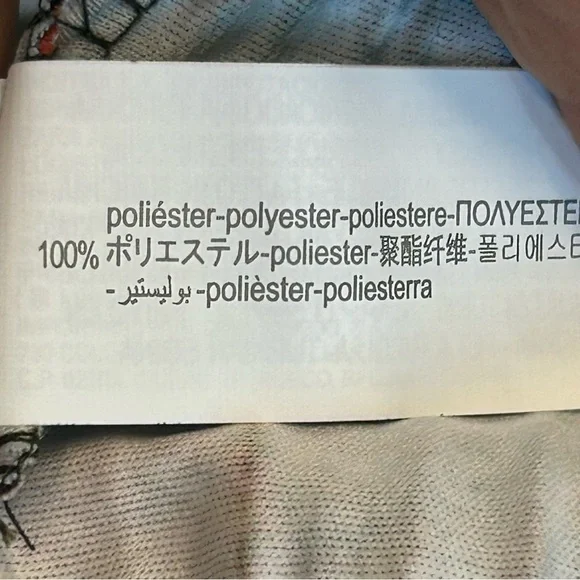 poliéster-polyester-poliestere-ΠΟΛΥΕΣΤΕ
100% ポリエステル-poliester-聚酯纤维-폴리에스
- بوليستير -polièster-poliesterra